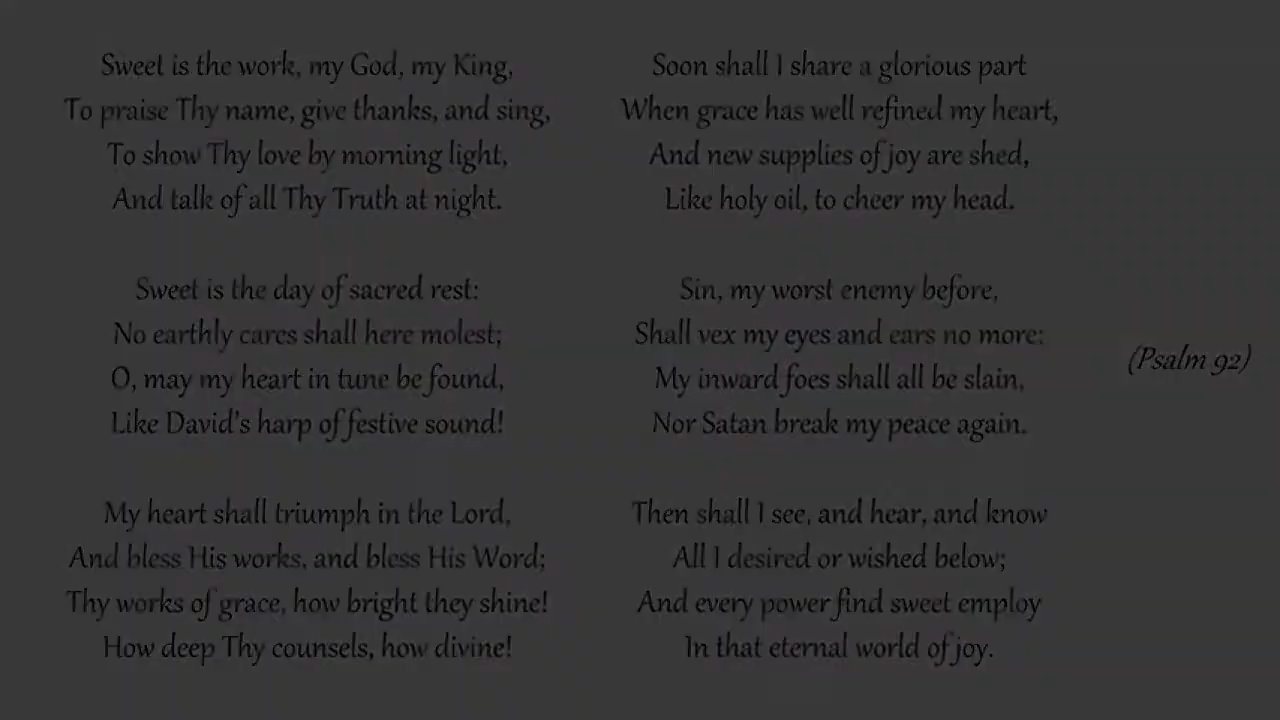 Sweet is the work, my God, my King,
To praise Thy name, give thanks, and sing,
To show Thy love by morning light,
And talk of all Thy Truth at night.
Sweet is the day of sacred rest:
No earthly cares shall here molest;
O, may my heart in tune be found,
Like David's harp of festive sound!
My heart shall triumph in the Lord,
And bless His works, and bless His Word;
Thy works of grace, how bright they shine!
How deep Thy counsels, how divine!
Soon shall I share a glorious part
When grace has well refined my heart,
And new supplies of joy are shed,
Like holy oil, to cheer my head.
Sin, my worst enemy before,
Shall vex my eyes and ears no more:
My inward foes shall all be slain,
Nor Satan break my peace again.
Then shall I see, and hear, and know
All I desired or wished below;
And every power find sweet employ
In that eternal world of joy.
(Psalm 92)